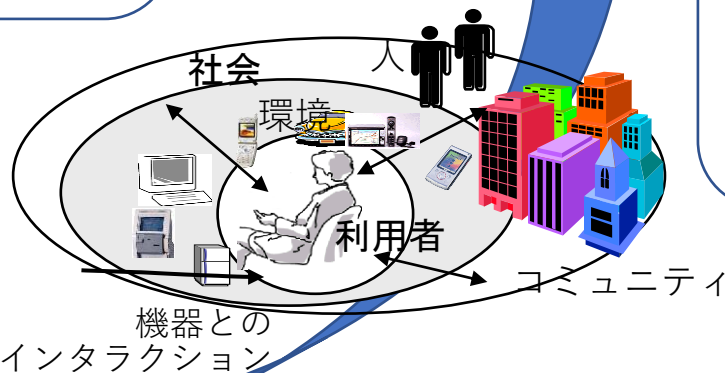 社会
人
環境
利用者
コミュニティ
機器との
インタラクション